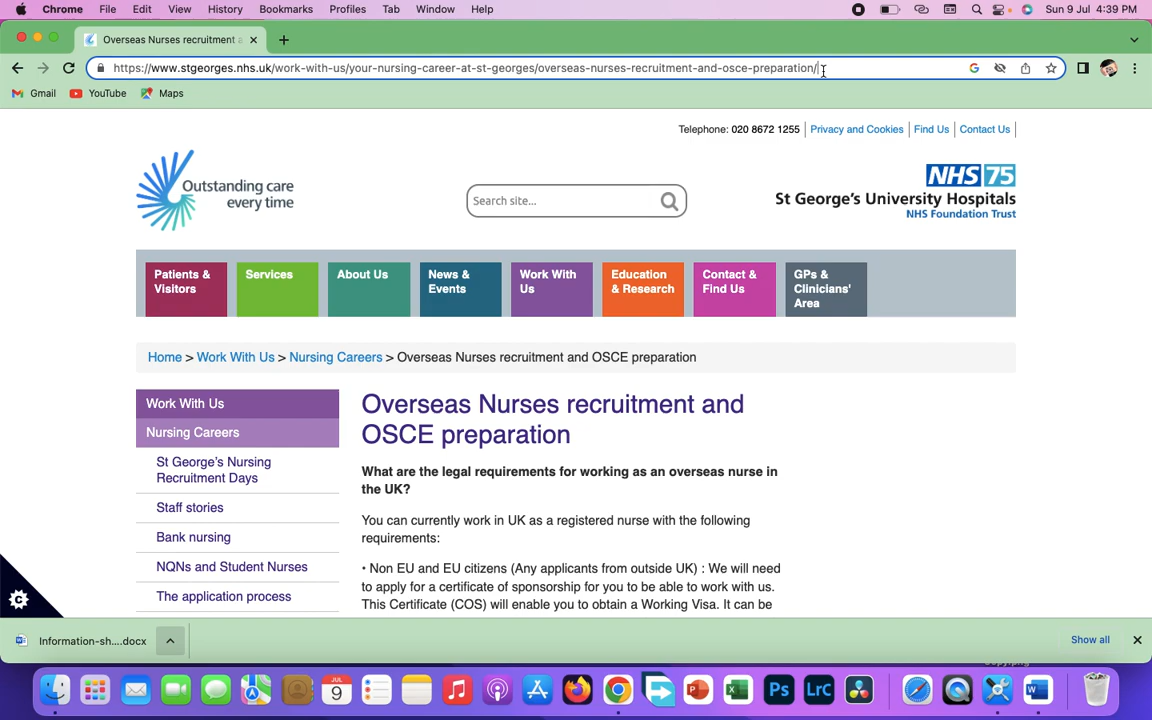 Chrome File Edit View History Bookmarks Profiles Tab Window Help Sun 9 Jul 4:39 PM
Overseas Nurses recruitment a
https://www.stgeorges.nhs.uk/work-with-us/your-nursing-career-at-st-georges/overseas-nurses-recruitment-and-osce-preparation/
Gmail YouTube Maps
Telephone: 020 8672 1255 Privacy and Cookies Find Us Contact Us
Outstanding care
every time
Search site...
NHS 75
St George's University Hospitals
NHS Foundation Trust
Patients &
Visitors
Services
About Us
News &
Events
Work With
Us
Education
& Research
Contact &
Find Us
GPs &
Clinicians'
Area
Home > Work With Us > Nursing Careers > Overseas Nurses recruitment and OSCE preparation
Work With Us
Nursing Careers
St George's Nursing
Recruitment Days
Staff stories
Bank nursing
NQNs and Student Nurses
The application process
Overseas Nurses recruitment and
OSCE preparation
What are the legal requirements for working as an overseas nurse in
the UK?
You can currently work in UK as a registered nurse with the following
requirements:
• Non EU and EU citizens (Any applicants from outside UK) : We will need
to apply for a certificate of sponsorship for you to be able to work with us.
This Certificate (COS) will enable you to obtain a Working Visa. It can be
Information-sh....docx Show all
JUL
9
Ps LrC